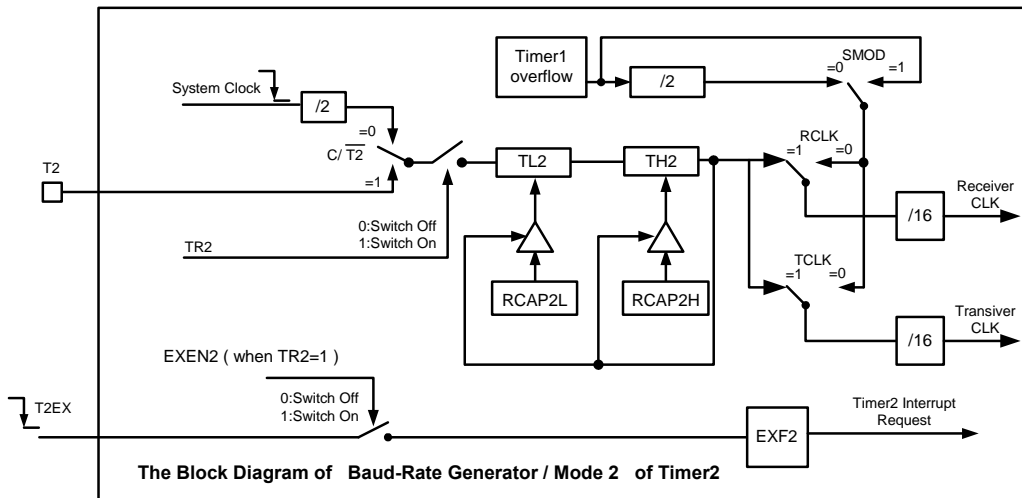 Timer1
overflow
/2
SMOD
=0
=1
System Clock
/2
=0
C/ T2
=1
T2
TL2
TH2
RCLK
=1
=0
/16
Receiver
CLK
0:Switch Off
1:Switch On
TR2
RCAP2L
RCAP2H
TCLK
=1
=0
/16
Transiver
CLK
EXEN2 ( when TR2=1 )
0:Switch Off
1:Switch On
T2EX
EXF2
Timer2 Interrupt
Request
The Block Diagram of Baud-Rate Generator / Mode 2 of Timer2